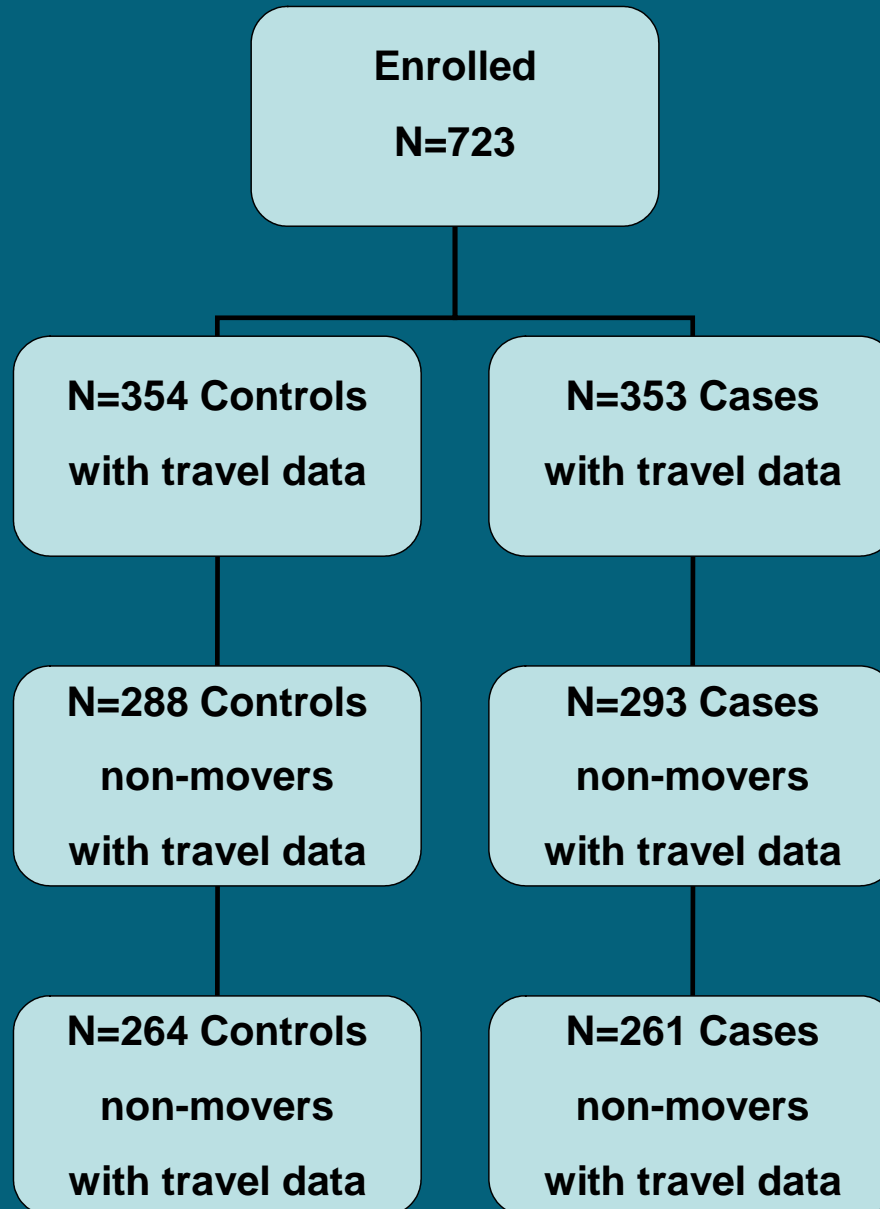 Enrolled
N=723
N=354 Controls
with travel data
N=353 Cases
with travel data
N=288 Controls
non-movers
with travel data
N=293 Cases
non-movers
with travel data
N=264 Controls
non-movers
with travel data
N=261 Cases
non-movers
with travel data